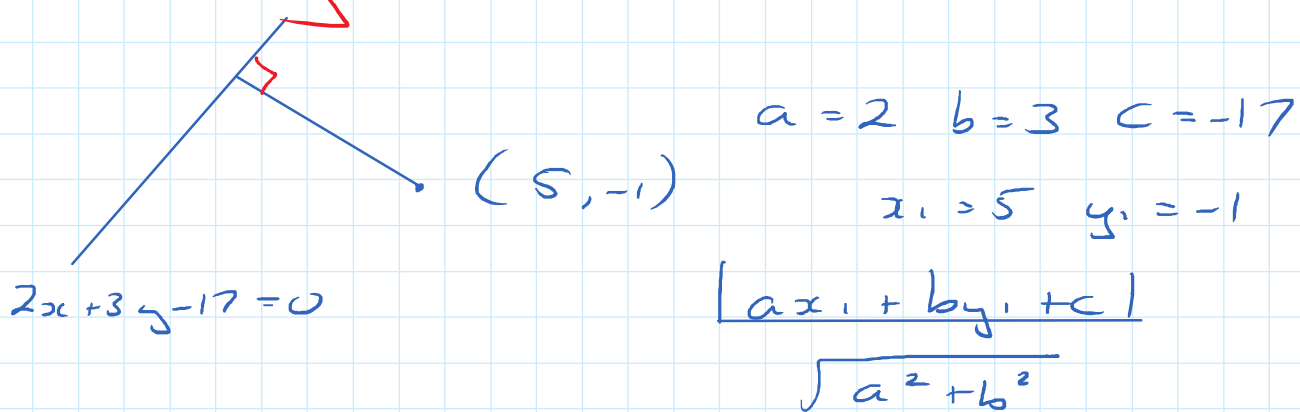 a = 2 b = 3 c = -17
(5, -1)
x₁ = 5 y₁ = -1
2x + 3y - 17 = 0
|ax₁ + by₁ + c|
√a² + b²